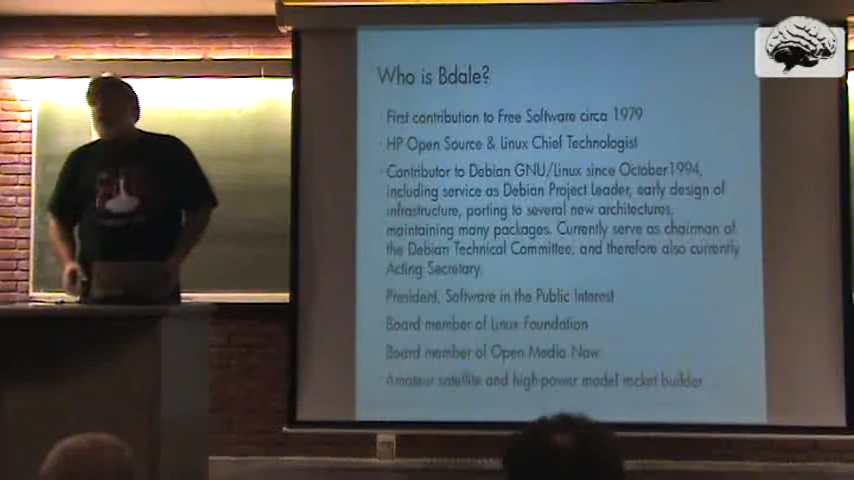 Who is Bdale?
First contribution to Free Software circa 1979
HP Open Source & Linux Chief Technologist
Contributor to Debian GNU/Linux since October 1994,
including service as Debian Project Leader, early design of
infrastructure, porting to several new architectures,
maintaining many packages. Currently serve as chairman of
the Debian Technical Committee, and therefore also currently
Acting Secretary.
President, Software in the Public Interest
Board member of Linux Foundation
Board member of Open Media Now
Amateur satellite and high-power model rocket builder